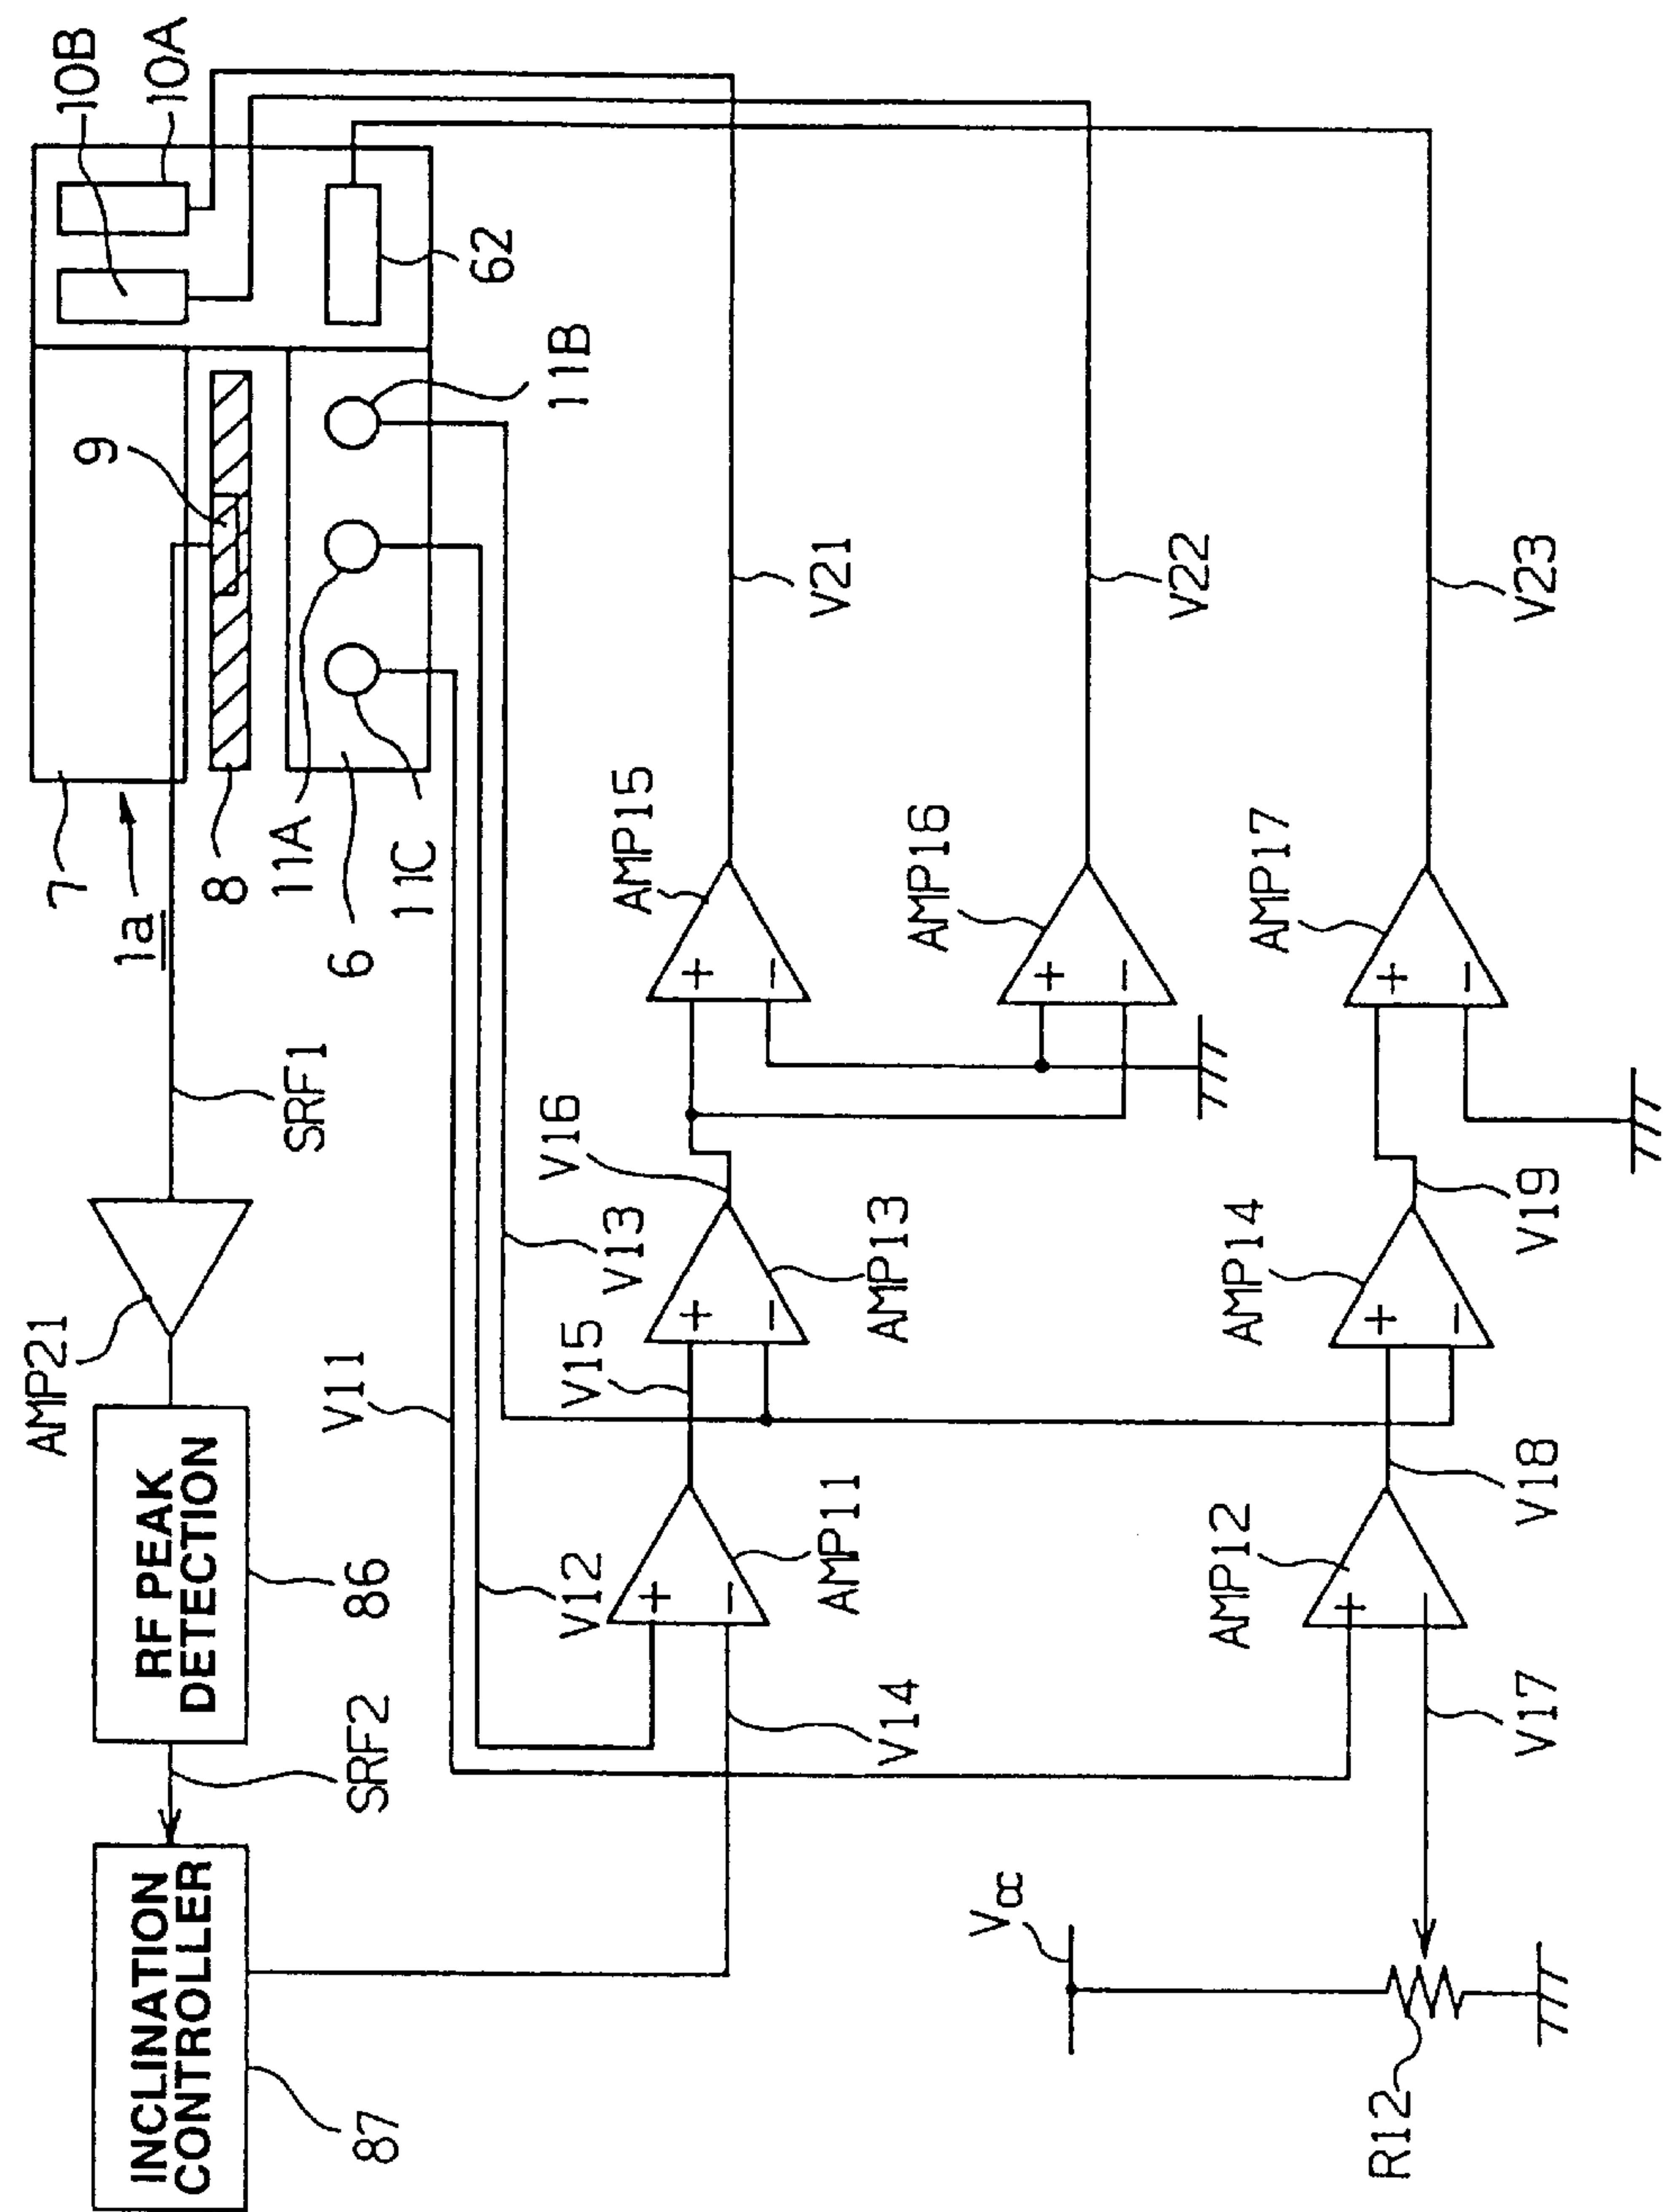 INCLINATION
CONTROLLER
87
SRF2
RF PEAK
DETECTION
86
AMP21
SRF1
1a
7
8
9
10B
10A
62
11A
11B
11C
6
V11
V12
V13
V14
AMP11
+
−
V15
AMP13
+
−
V16
AMP15
+
−
V21
AMP16
+
−
V22
Vcc
R12
V17
AMP12
+
−
V18
AMP14
+
−
V19
AMP17
+
−
V23